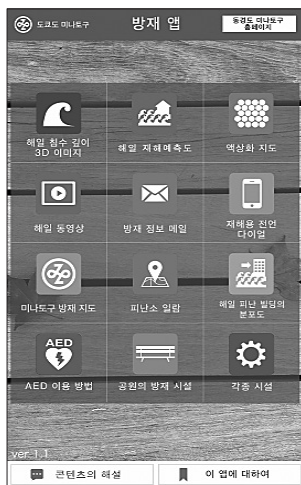 도쿄도 미나토구
방재 앱
동경도 미나토구
홈페이지
해일 침수 깊이
3D 이미지
해일 재해예측도
액상화 지도
해일 동영상
방재 정보 메일
재해용 전언
다이얼
미나토구 방재 지도
피난소 일람
해일 피난 빌딩의
분포도
AED
AED 이용 방법
공원의 방재 시설
각종 시설
ver 1.1
콘텐츠의 해설
이 앱에 대하여